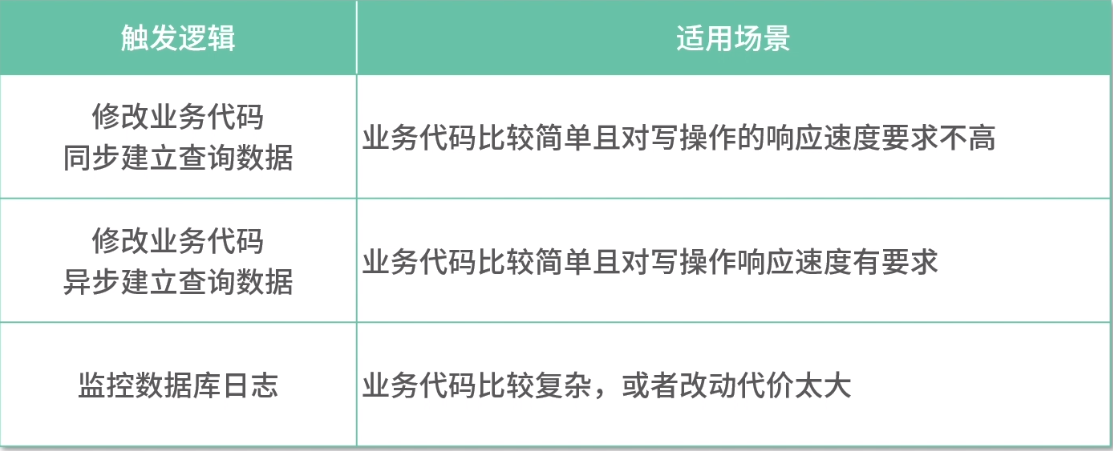 触发逻辑
适用场景
修改业务代码
同步建立查询数据
业务代码比较简单且对写操作的响应速度要求不高
修改业务代码
异步建立查询数据
业务代码比较简单且对写操作响应速度有要求
监控数据库日志
业务代码比较复杂，或者改动代价太大